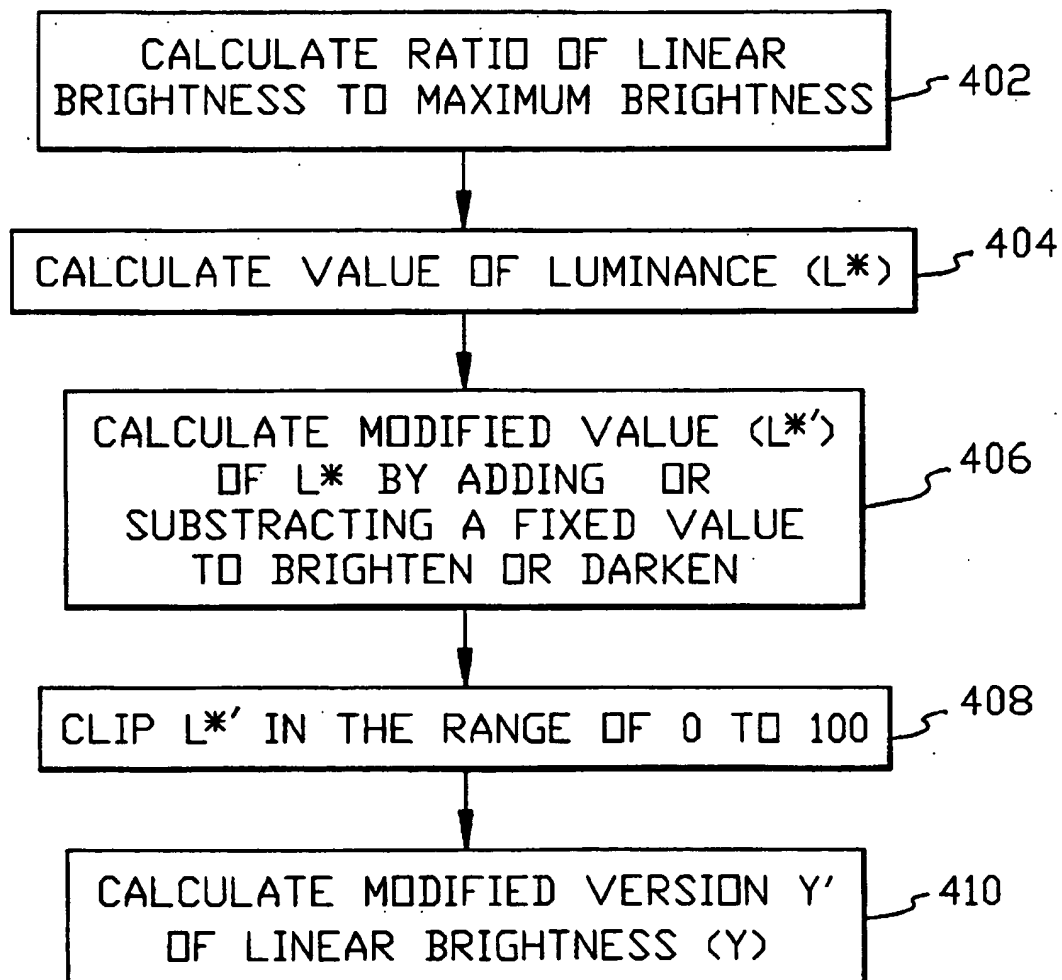 CALCULATE RATIO OF LINEAR
BRIGHTNESS TO MAXIMUM BRIGHTNESS
402
CALCULATE VALUE OF LUMINANCE (L*)
404
CALCULATE MODIFIED VALUE (L*')
OF L* BY ADDING OR
SUBSTRACTING A FIXED VALUE
TO BRIGHTEN OR DARKEN
406
CLIP L*' IN THE RANGE OF 0 TO 100
408
CALCULATE MODIFIED VERSION Y'
OF LINEAR BRIGHTNESS (Y)
410